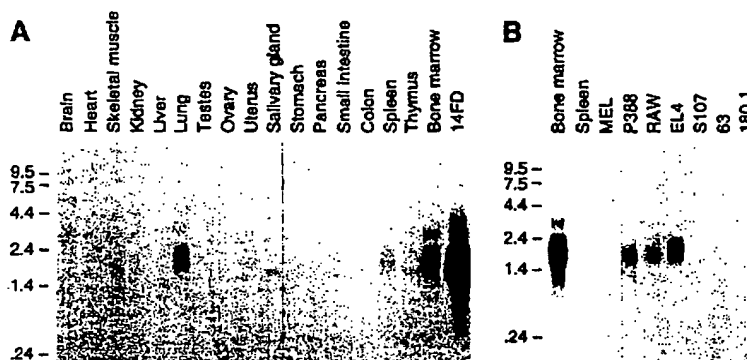 A
Brain
Heart
Skeletal muscle
Kidney
Liver
Lung
Testes
Ovary
Uterus
Salivary gland
Stomach
Pancreas
Small intestine
Colon
Spleen
Thymus
Bone marrow
14FD
9.5 –
7.5 –
4.4 –
2.4 –
1.4 –
.24 –
B
Bone marrow
Spleen
MEL
P388
RAW
EL4
S107
63
180.1
9.5 –
7.5 –
4.4 –
2.4 –
1.4 –
.24 –